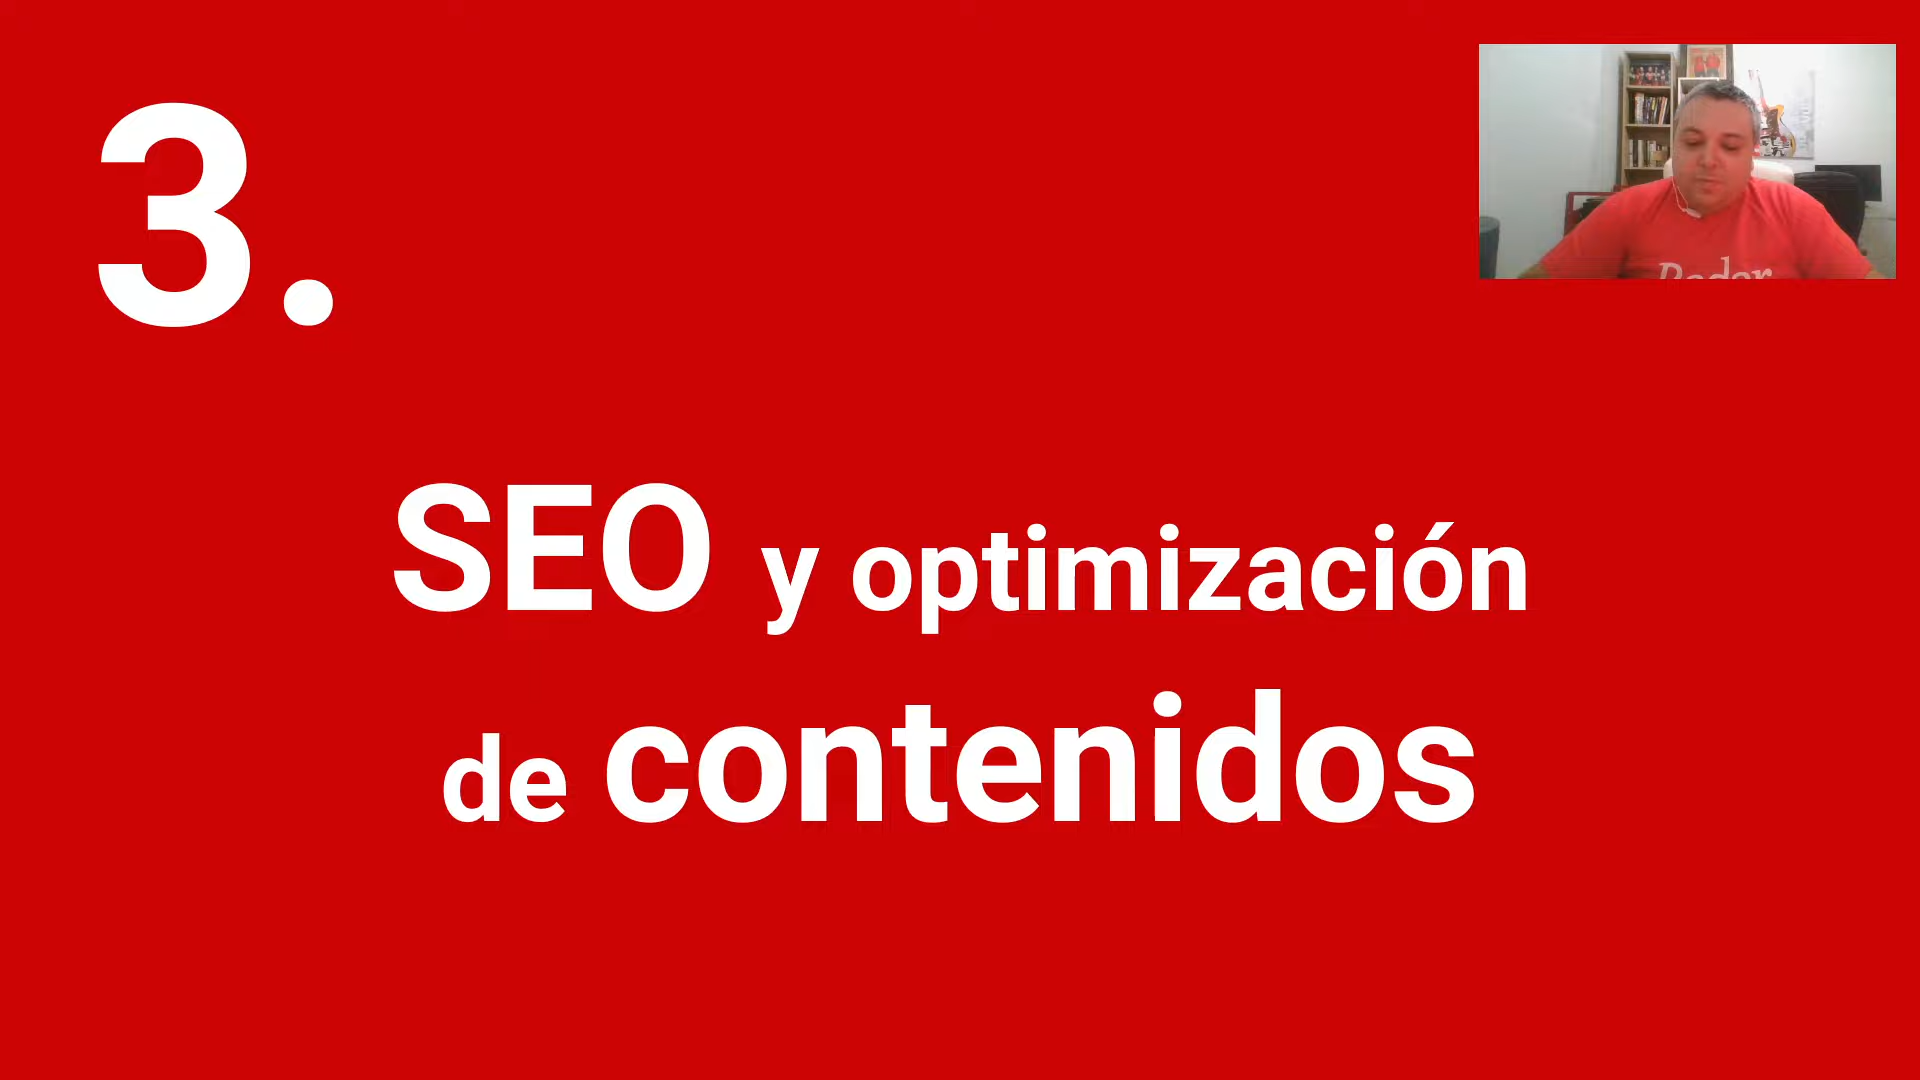 3.
SEO y optimización
de contenidos